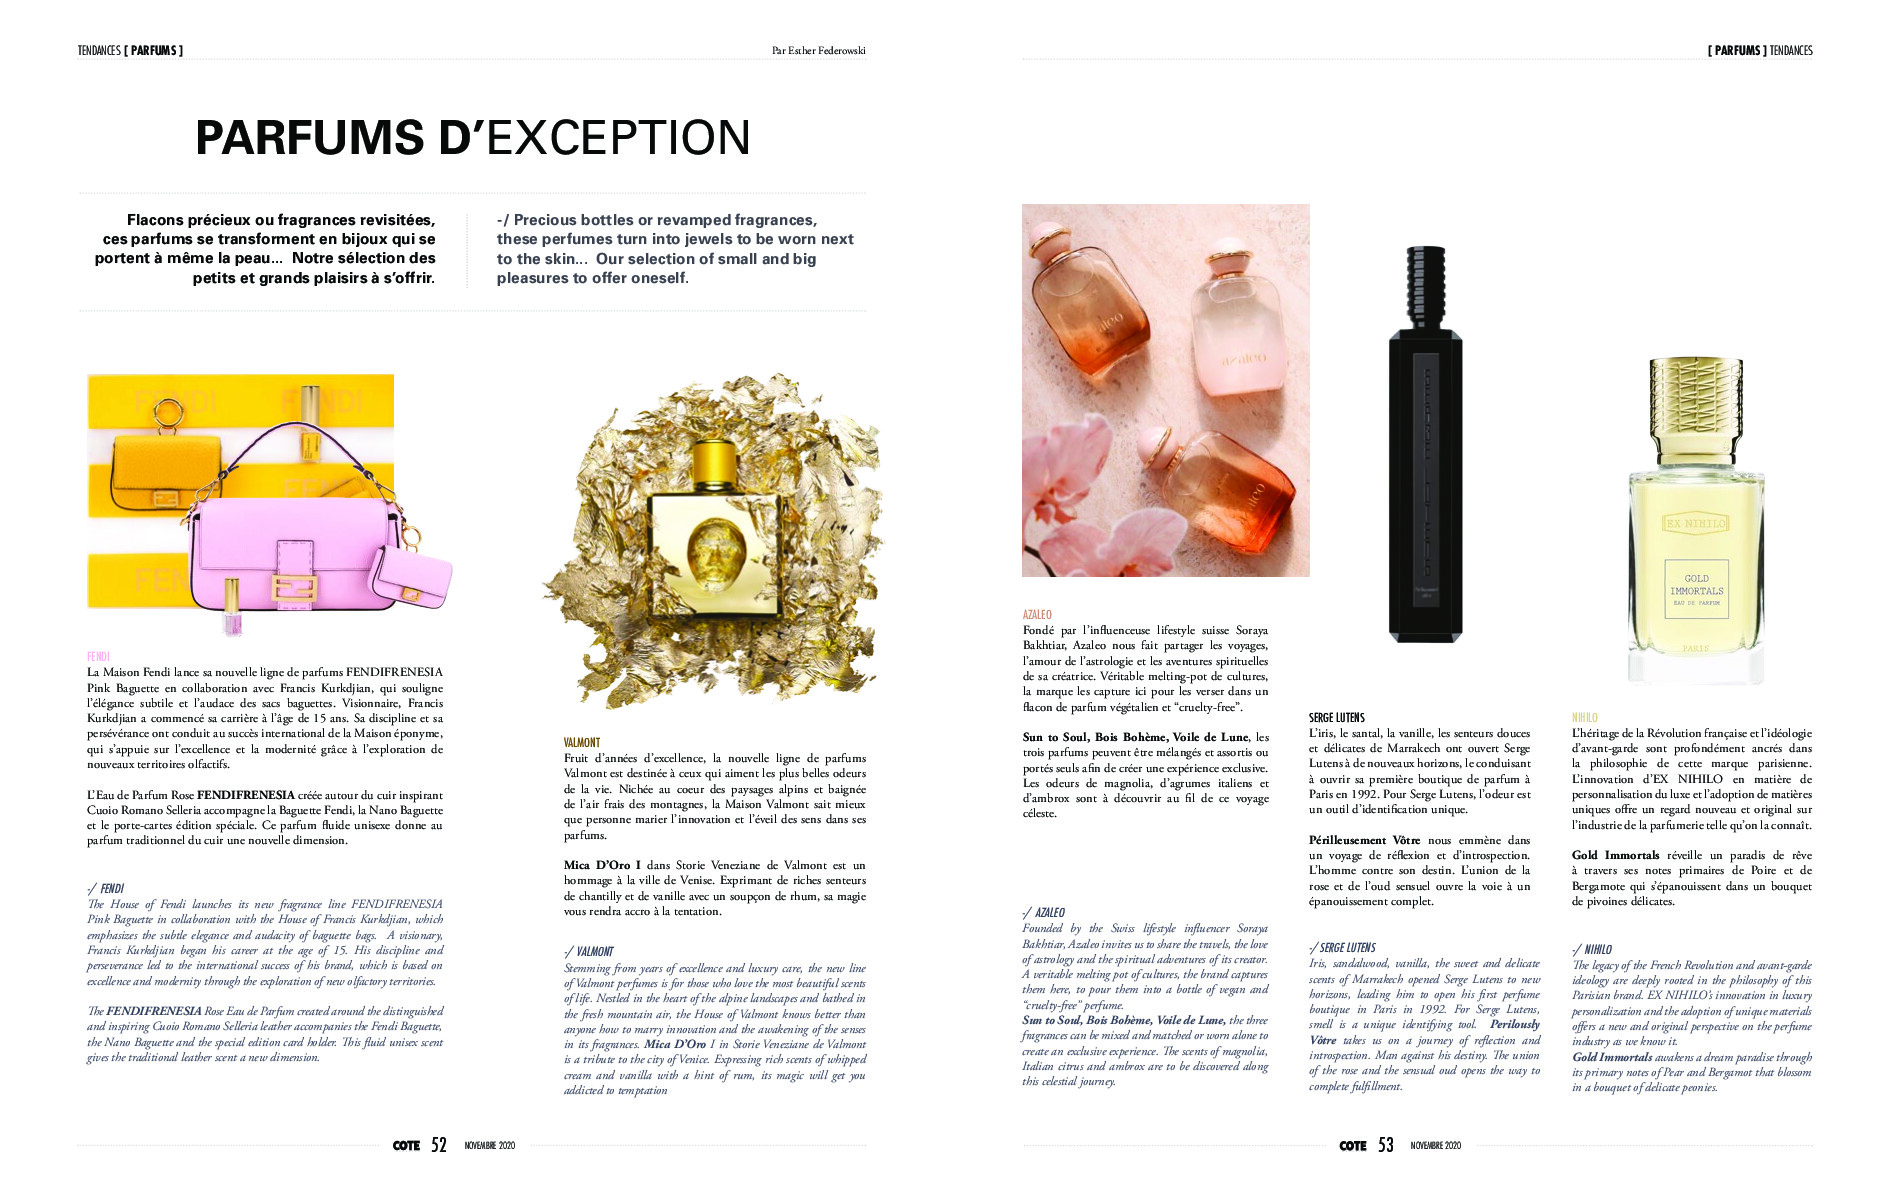 TENDANCES [ PARFUMS ]
Par Esther Federowski
PARFUMS D’EXCEPTION
Flacons précieux ou fragrances revisitées,
ces parfums se transforment en bijoux qui se
portent à même la peau... Notre sélection des
petits et grands plaisirs à s’offrir.
-/ Precious bottles or revamped fragrances,
these perfumes turn into jewels to be worn next
to the skin... Our selection of small and big
pleasures to offer oneself.
FENDI
La Maison Fendi lance sa nouvelle ligne de parfums FENDIFRENESIA
Pink Baguette en collaboration avec Francis Kurkdjian, qui souligne
l’élégance subtile et l’audace des sacs baguettes. Visionnaire, Francis
Kurkdjian a commencé sa carrière à l’âge de 15 ans. Sa discipline et sa
persévérance ont conduit au succès international de la Maison éponyme,
qui s’appuie sur l’excellence et la modernité grâce à l’exploration de
nouveaux territoires olfactifs.
L’Eau de Parfum Rose FENDIFRENESIA créée autour du cuir inspirant
Cuoio Romano Selleria accompagne la Baguette Fendi, la Nano Baguette
et le porte-cartes édition spéciale. Ce parfum fluide unisexe donne au
parfum traditionnel du cuir une nouvelle dimension.
-/ FENDI
The House of Fendi launches its new fragrance line FENDIFRENESIA
Pink Baguette in collaboration with the House of Francis Kurkdjian, which
emphasizes the subtle elegance and audacity of baguette bags. A visionary,
Francis Kurkdjian began his career at the age of 15. His discipline and
perseverance led to the international success of his brand, which is based on
excellence and modernity through the exploration of new olfactory territories.
The FENDIFRENESIA Rose Eau de Parfum created around the distinguished
and inspiring Cuoio Romano Selleria leather accompanies the Fendi Baguette,
the Nano Baguette and the special edition card holder. This fluid unisex scent
gives the traditional leather scent a new dimension.
VALMONT
Fruit d’années d’excellence, la nouvelle ligne de parfums
Valmont est destinée à ceux qui aiment les plus belles odeurs
de la vie. Nichée au coeur des paysages alpins et baignée
de l’air frais des montagnes, la Maison Valmont sait mieux
que personne marier l’innovation et l’éveil des sens dans ses
parfums.
Mica D’Oro I dans Storie Veneziane de Valmont est un
hommage à la ville de Venise. Exprimant de riches senteurs
de chantilly et de vanille avec un soupçon de rhum, sa magie
vous rendra accro à la tentation.
-/ VALMONT
Stemming from years of excellence and luxury care, the new line
of Valmont perfumes is for those who love the most beautiful scents
of life. Nestled in the heart of the alpine landscapes and bathed in
the fresh mountain air, the House of Valmont knows better than
anyone how to marry innovation and the awakening of the senses
in its fragrances. Mica D’Oro I in Storie Veneziane de Valmont
is a tribute to the city of Venice. Expressing rich scents of whipped
cream and vanilla with a hint of rum, its magic will get you
addicted to temptation
COTE 52 NOVEMBRE 2020
[ PARFUMS ] TENDANCES
azaleo
EX NIHILO
GOLD
IMMORTALS
EAU DE PARFUM
PARIS
AZALEO
Fondé par l’influenceuse lifestyle suisse Soraya
Bakhtiar, Azaleo nous fait partager les voyages,
l’amour de l’astrologie et les aventures spirituelles
de sa créatrice. Véritable melting-pot de cultures,
la marque les capture ici pour les verser dans un
flacon de parfum végétalien et “cruelty-free”.
Sun to Soul, Bois Bohème, Voile de Lune, les
trois parfums peuvent être mélangés et assortis ou
portés seuls afin de créer une expérience exclusive.
Les odeurs de magnolia, d’agrumes italiens et
d’ambrox sont à découvrir au fil de ce voyage
céleste.
-/ AZALEO
Founded by the Swiss lifestyle influencer Soraya
Bakhtiar, Azaleo invites us to share the travels, the love
of astrology and the spiritual adventures of its creator.
A veritable melting pot of cultures, the brand captures
them here, to pour them into a bottle of vegan and
“cruelty-free” perfume.
Sun to Soul, Bois Bohème, Voile de Lune, the three
fragrances can be mixed and matched or worn alone to
create an exclusive experience. The scents of magnolia,
Italian citrus and ambrox are to be discovered along
this celestial journey.
SERGE LUTENS
L’iris, le santal, la vanille, les senteurs douces
et délicates de Marrakech ont ouvert Serge
Lutens à de nouveaux horizons, le conduisant
à ouvrir sa première boutique de parfum à
Paris en 1992. Pour Serge Lutens, l’odeur est
un outil d’identification unique.
Périlleusement Vôtre nous emmène dans
un voyage de réflexion et d’introspection.
L’homme contre son destin. L’union de la
rose et de l’oud sensuel ouvre la voie à un
épanouissement complet.
-/ SERGE LUTENS
Iris, sandalwood, vanilla, the sweet and delicate
scents of Marrakech opened Serge Lutens to new
horizons, leading him to open his first perfume
boutique in Paris in 1992. For Serge Lutens,
smell is a unique identifying tool. Perilously
Vôtre takes us on a journey of reflection and
introspection. Man against his destiny. The union
of the rose and the sensual oud opens the way to
complete fulfillment.
NIHILO
L’héritage de la Révolution française et l’idéologie
d’avant-garde sont profondément ancrés dans
la philosophie de cette marque parisienne.
L’innovation d’EX NIHILO en matière de
personnalisation du luxe et l’adoption de matières
uniques offre un regard nouveau et original sur
l’industrie de la parfumerie telle qu’on la connaît.
Gold Immortals réveille un paradis de rêve
à travers ses notes primaires de Poire et de
Bergamote qui s’épanouissent dans un bouquet
de pivoines délicates.
-/ NIHILO
The legacy of the French Revolution and avant-garde
ideology are deeply rooted in the philosophy of this
Parisian brand. EX NIHILO’s innovation in luxury
personalization and the adoption of unique materials
offers a new and original perspective on the perfume
industry as we know it.
Gold Immortals awakens a dream paradise through
its primary notes of Pear and Bergamot that blossom
in a bouquet of delicate peonies.
COTE 53 NOVEMBRE 2020